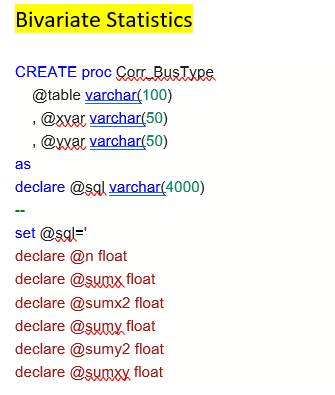 Bivariate Statistics
CREATE proc Corr_BusType
@table varchar(100)
, @xvar varchar(50)
, @yvar varchar(50)
as
declare @sql varchar(4000)
--
set @sql='
declare @n float
declare @sumx float
declare @sumx2 float
declare @sumy float
declare @sumy2 float
declare @sumxy float